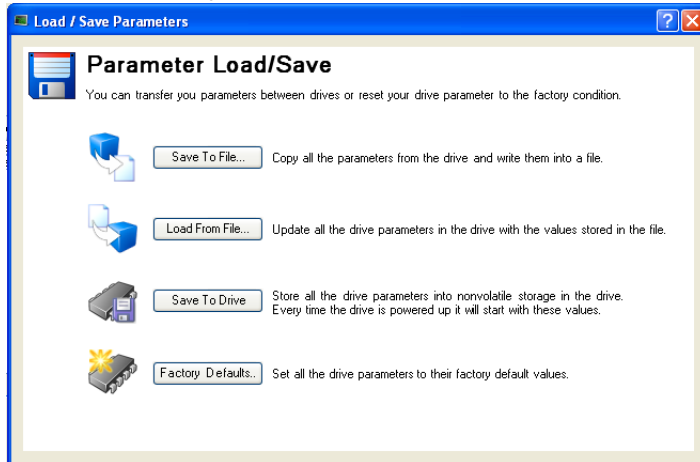 Load / Save Parameters
Parameter Load/Save
You can transfer you parameters between drives or reset your drive parameter to the factory condition.
Save To File... Copy all the parameters from the drive and write them into a file.
Load From File... Update all the drive parameters in the drive with the values stored in the file.
Save To Drive Store all the drive parameters into nonvolatile storage in the drive.
Every time the drive is powered up it will start with these values.
Factory Defaults.. Set all the drive parameters to their factory default values.